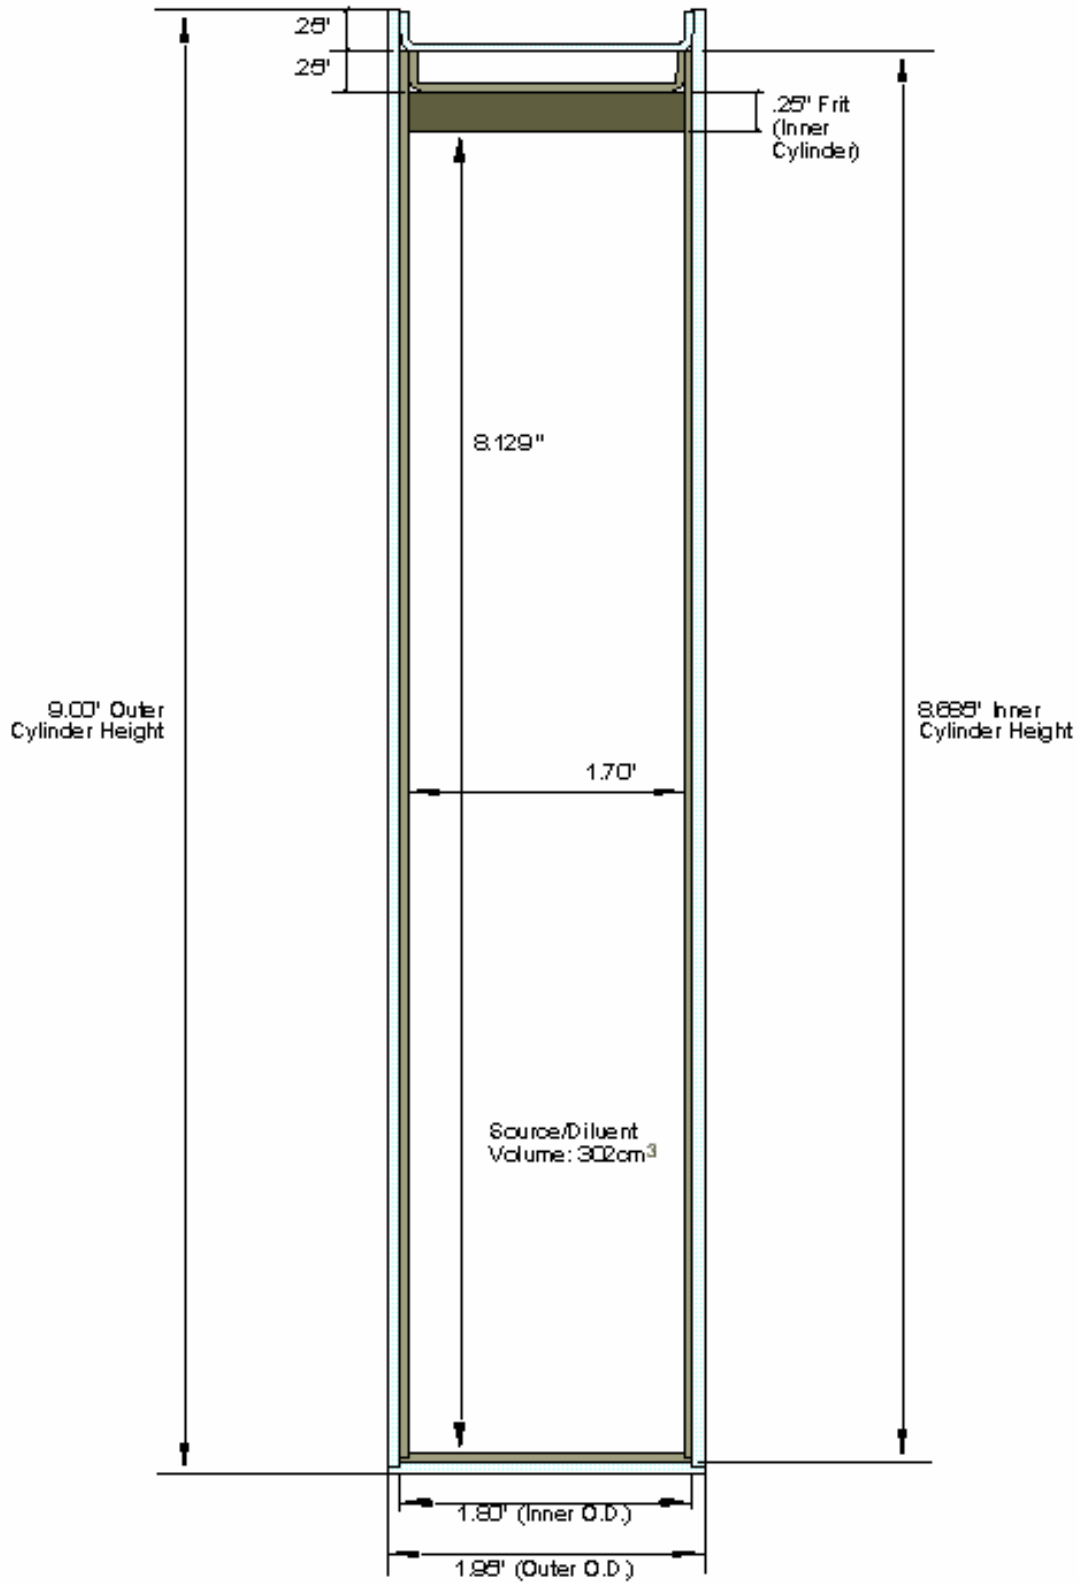 .25"
.25"
.25" Frit
(Inner
Cylinder)
8.129"
9.00" Outer
Cylinder Height
8.685" Inner
Cylinder Height
1.70"
Source/Diluent
Volume: 302cm³
1.80" (Inner O.D.)
1.95" (Outer O.D.)